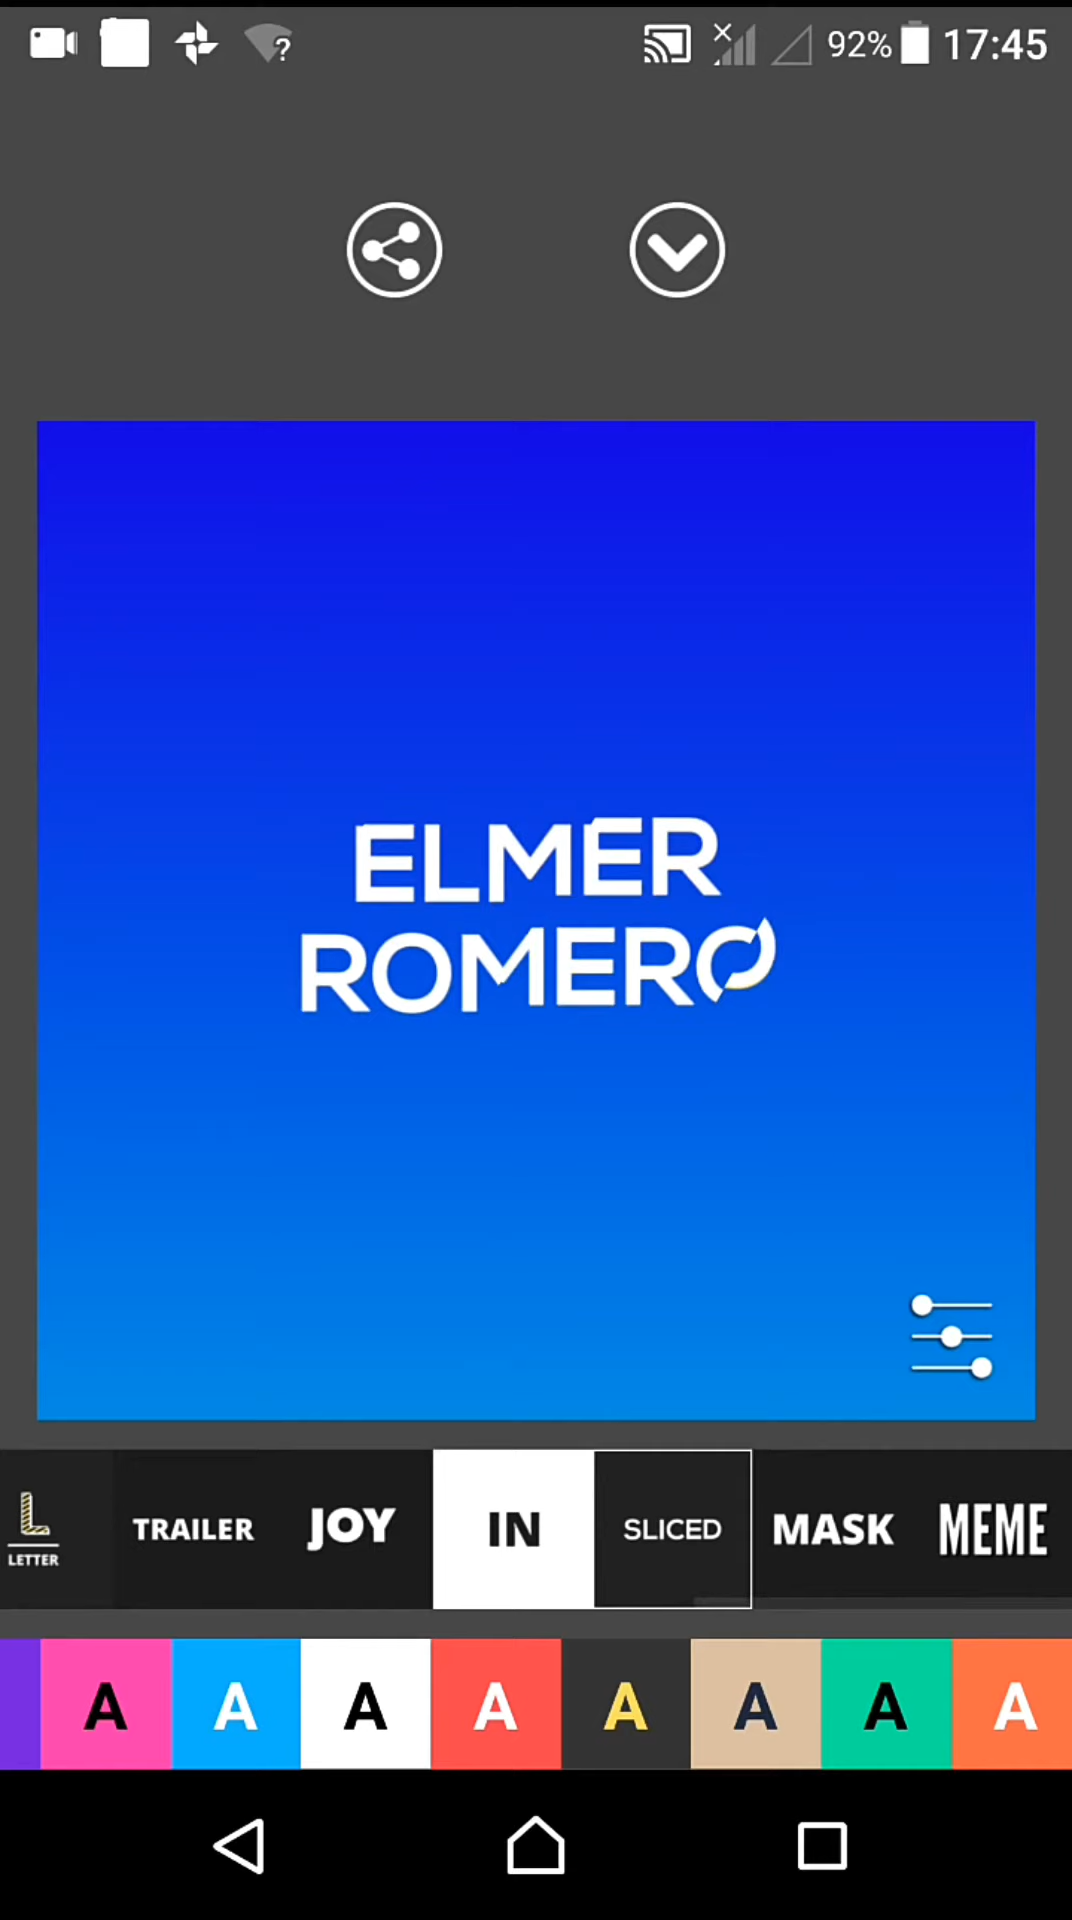 92% 17:45
ELMER
ROMERO
L
LETTER
TRAILER
JOY
IN
SLICED
MASK
MEME
A A A A A A A A